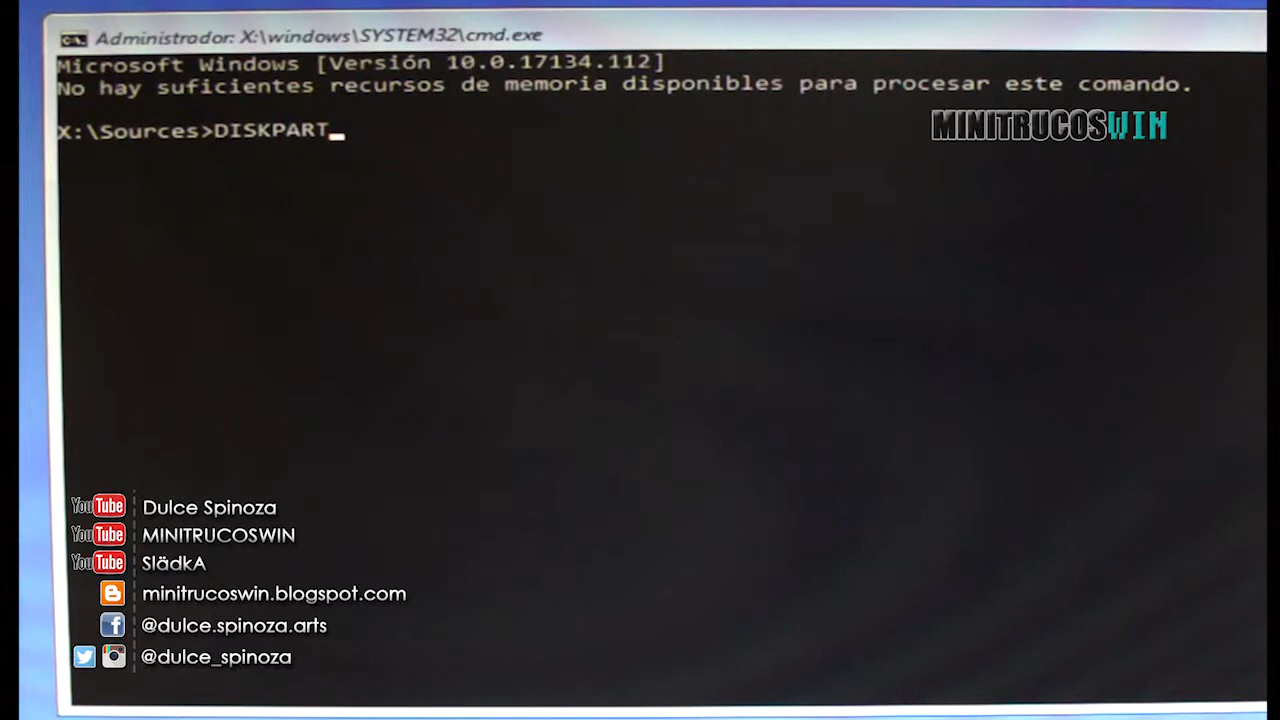 Administrador: X:\windows\SYSTEM32\cmd.exe
Microsoft Windows [Versión 10.0.17134.112]
No hay suficientes recursos de memoria disponibles para procesar este comando.
X:\Sources>DISKPART_
MINITRUCOSWIN
YouTube Dulce Spinoza
YouTube MINITRUCOSWIN
YouTube SlädkA
minitrucoswin.blogspot.com
@dulce.spinoza.arts
@dulce_spinoza